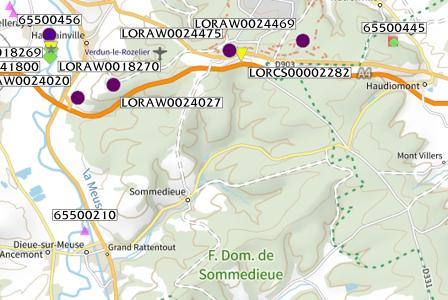 65500456
LORAW0024469
65500445
LORAW0024475
Verdun-le-Rozelier
18269
LORAW0018270
D903
LORCS00002282
A4
41800
AW0024020
Haudiomont
LORAW0024027
Mont Villers
La Meuse
Sommedieue
65500210
Dieue-sur-Meuse
Grand Rattentout
Ancemont
F. Dom. de
Sommedieue
D331